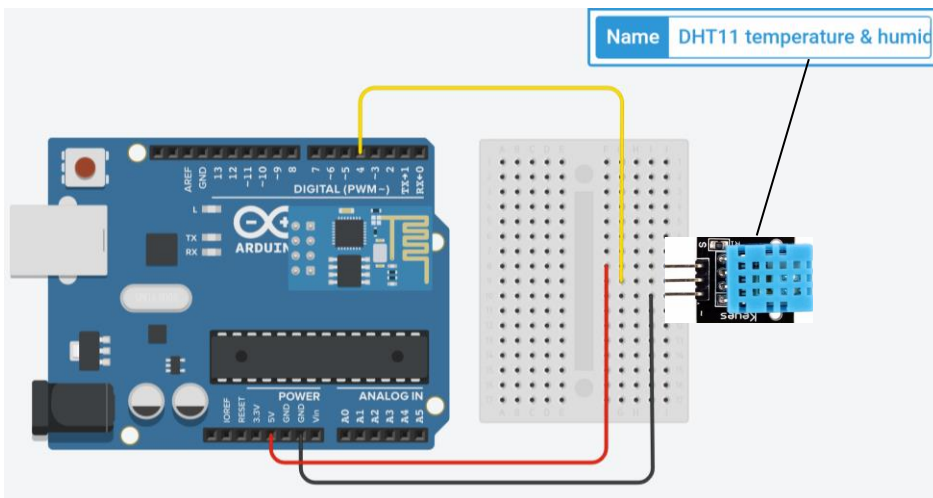 Name DHT11 temperature & humid
AREF
GND
13
12
~11
~10
~9
8
7
~6
~5
4
~3
2
TX→1
RX←0
DIGITAL (PWM~)
L
TX
RX
ARDUIN
S
Keyes
-
POWER
ANALOG IN
IOREF
RESET
3.3V
5V
GND
GND
Vin
A0
A1
A2
A3
A4
A5